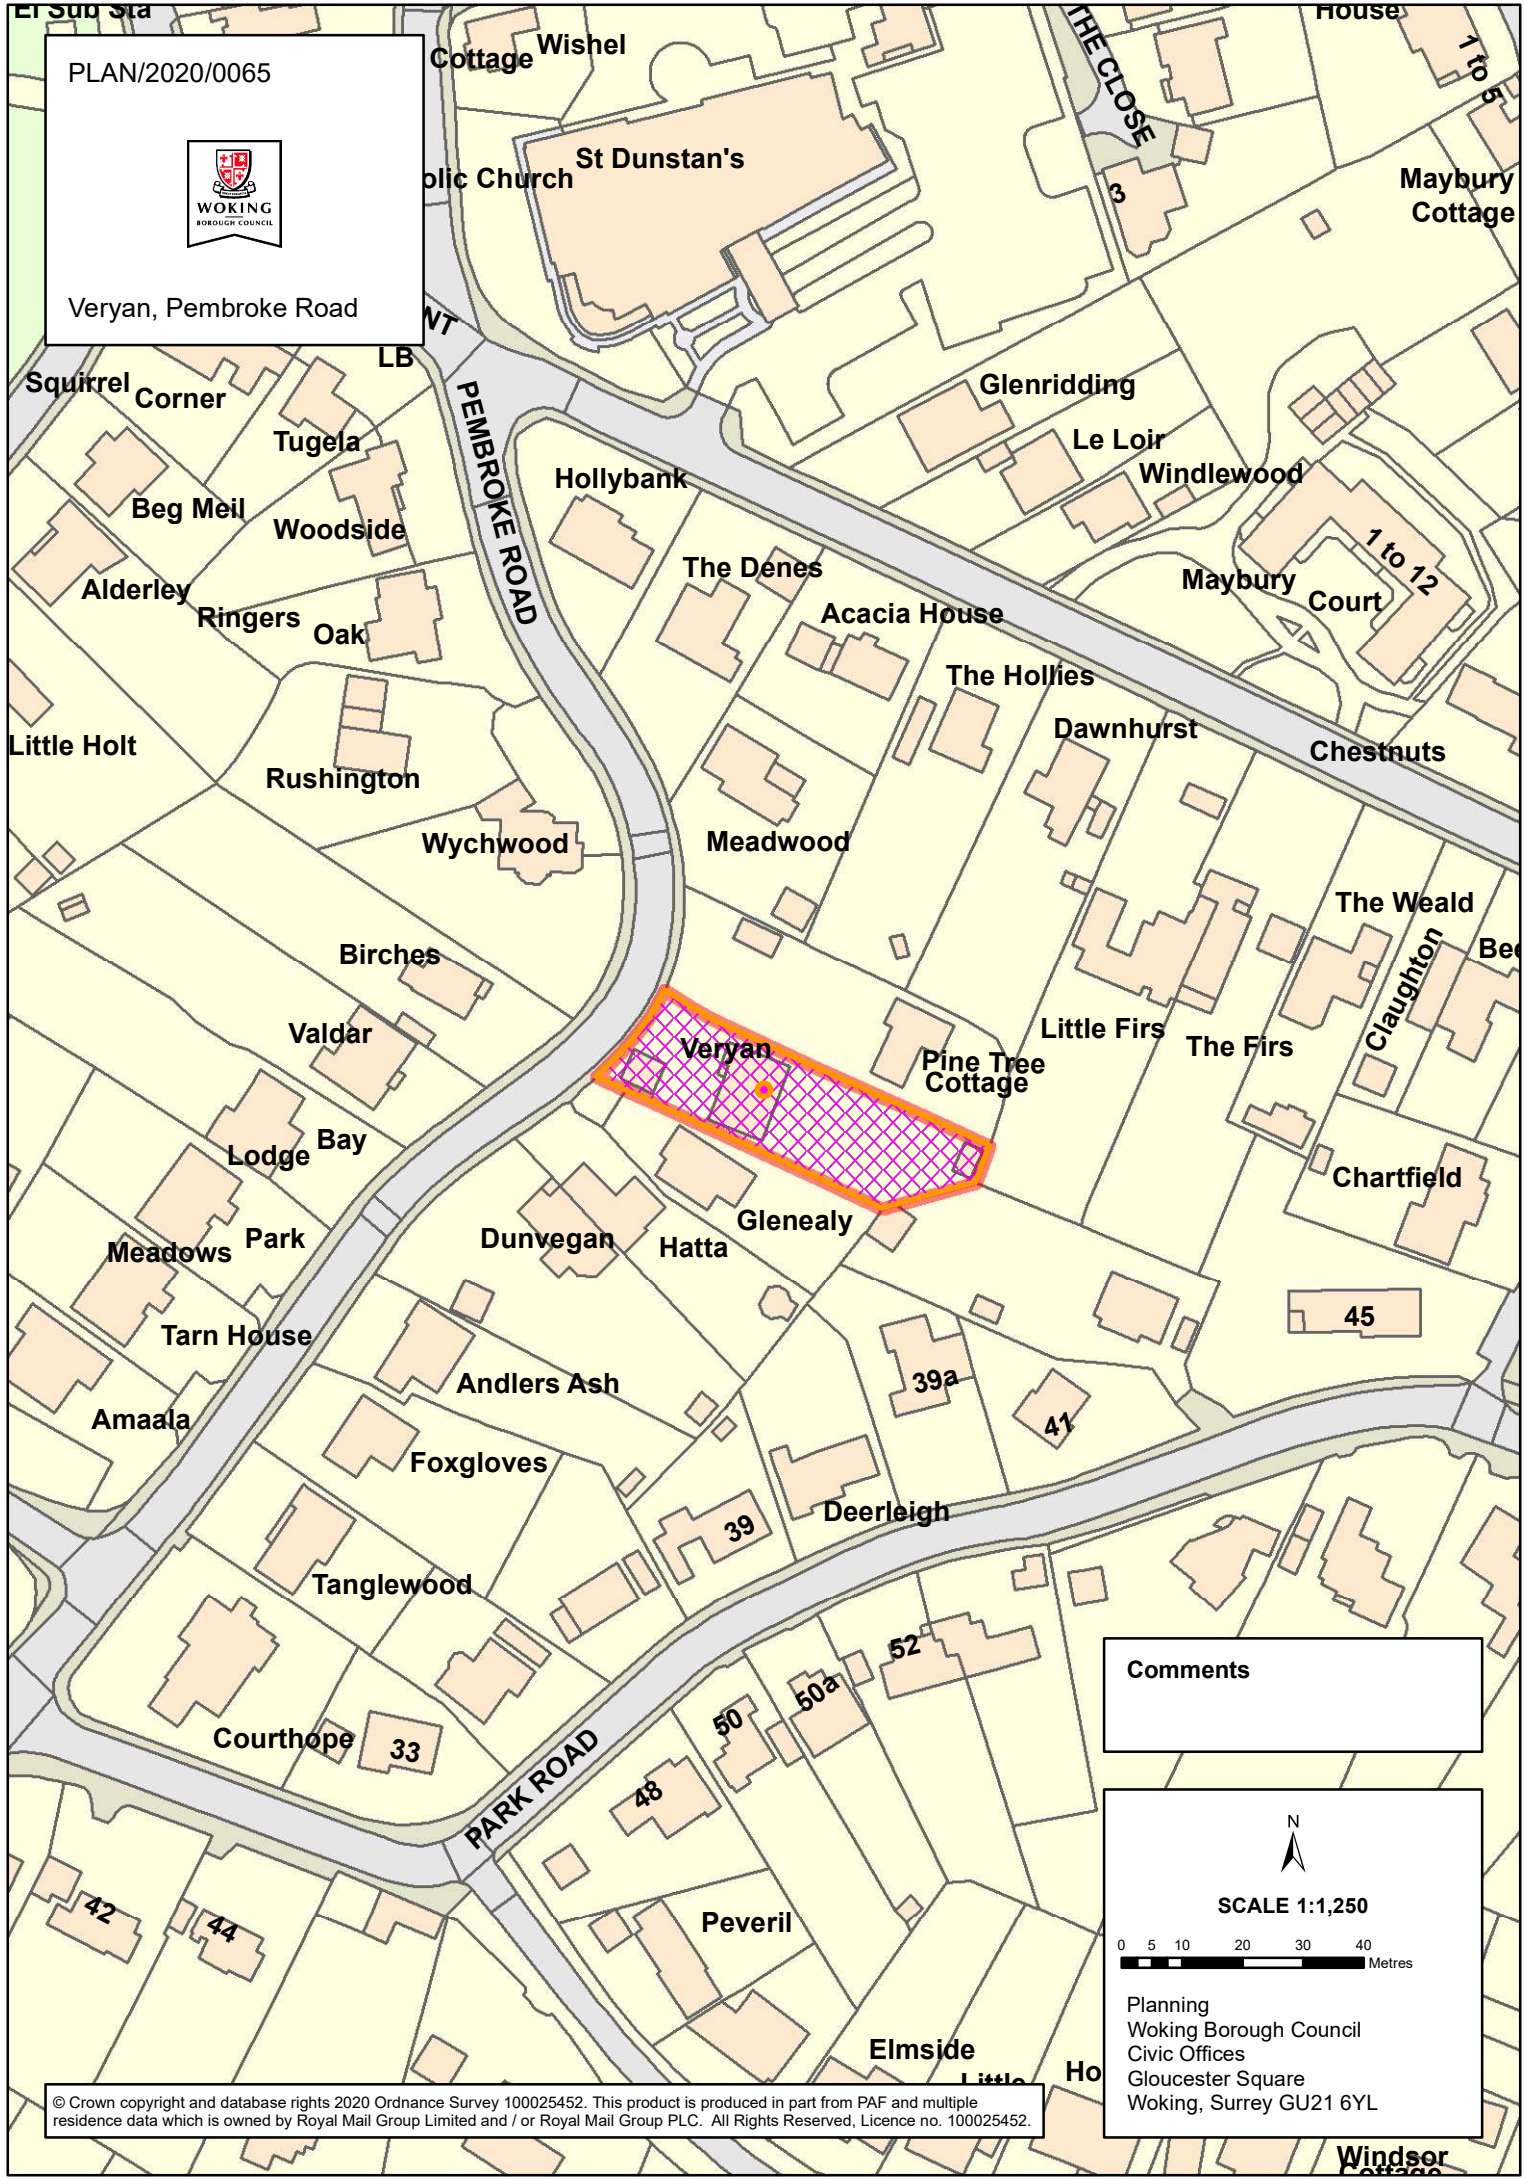 El Sub Sta
House
PLAN/2020/0065
WOKING
BOROUGH COUNCIL
Veryan, Pembroke Road
Cottage
Wishel
THE CLOSE
1 to 5
St Dunstan's
olic Church
3
Maybury
Cottage
NT
LB
Squirrel
Corner
PEMBROKE ROAD
Glenridding
Tugela
Le Loir
Hollybank
Windlewood
Beg Meil
Woodside
1 to 12
The Denes
Alderley
Maybury
Court
Ringers
Acacia House
Oak
The Hollies
Dawnhurst
Little Holt
Chestnuts
Rushington
Wychwood
Meadwood
The Weald
Claughton
Bee
Birches
Valdar
Veryan
Little Firs
The Firs
Pine Tree
Cottage
Bay
Lodge
Chartfield
Glenealy
Park
Dunvegan
Hatta
Meadows
45
Tarn House
39a
Andlers Ash
Amaala
41
Foxgloves
Deerleigh
39
Tanglewood
52
Comments
50a
50
Courthope
33
PARK ROAD
48
N
SCALE 1:1,250
42
44
Peveril
0 5 10 20 30 40
Metres
Planning
Woking Borough Council
Civic Offices
Gloucester Square
Woking, Surrey GU21 6YL
Elmside
Little
Ho
© Crown copyright and database rights 2020 Ordnance Survey 100025452. This product is produced in part from PAF and multiple
residence data which is owned by Royal Mail Group Limited and / or Royal Mail Group PLC. All Rights Reserved, Licence no. 100025452.
Windsor
Cottage